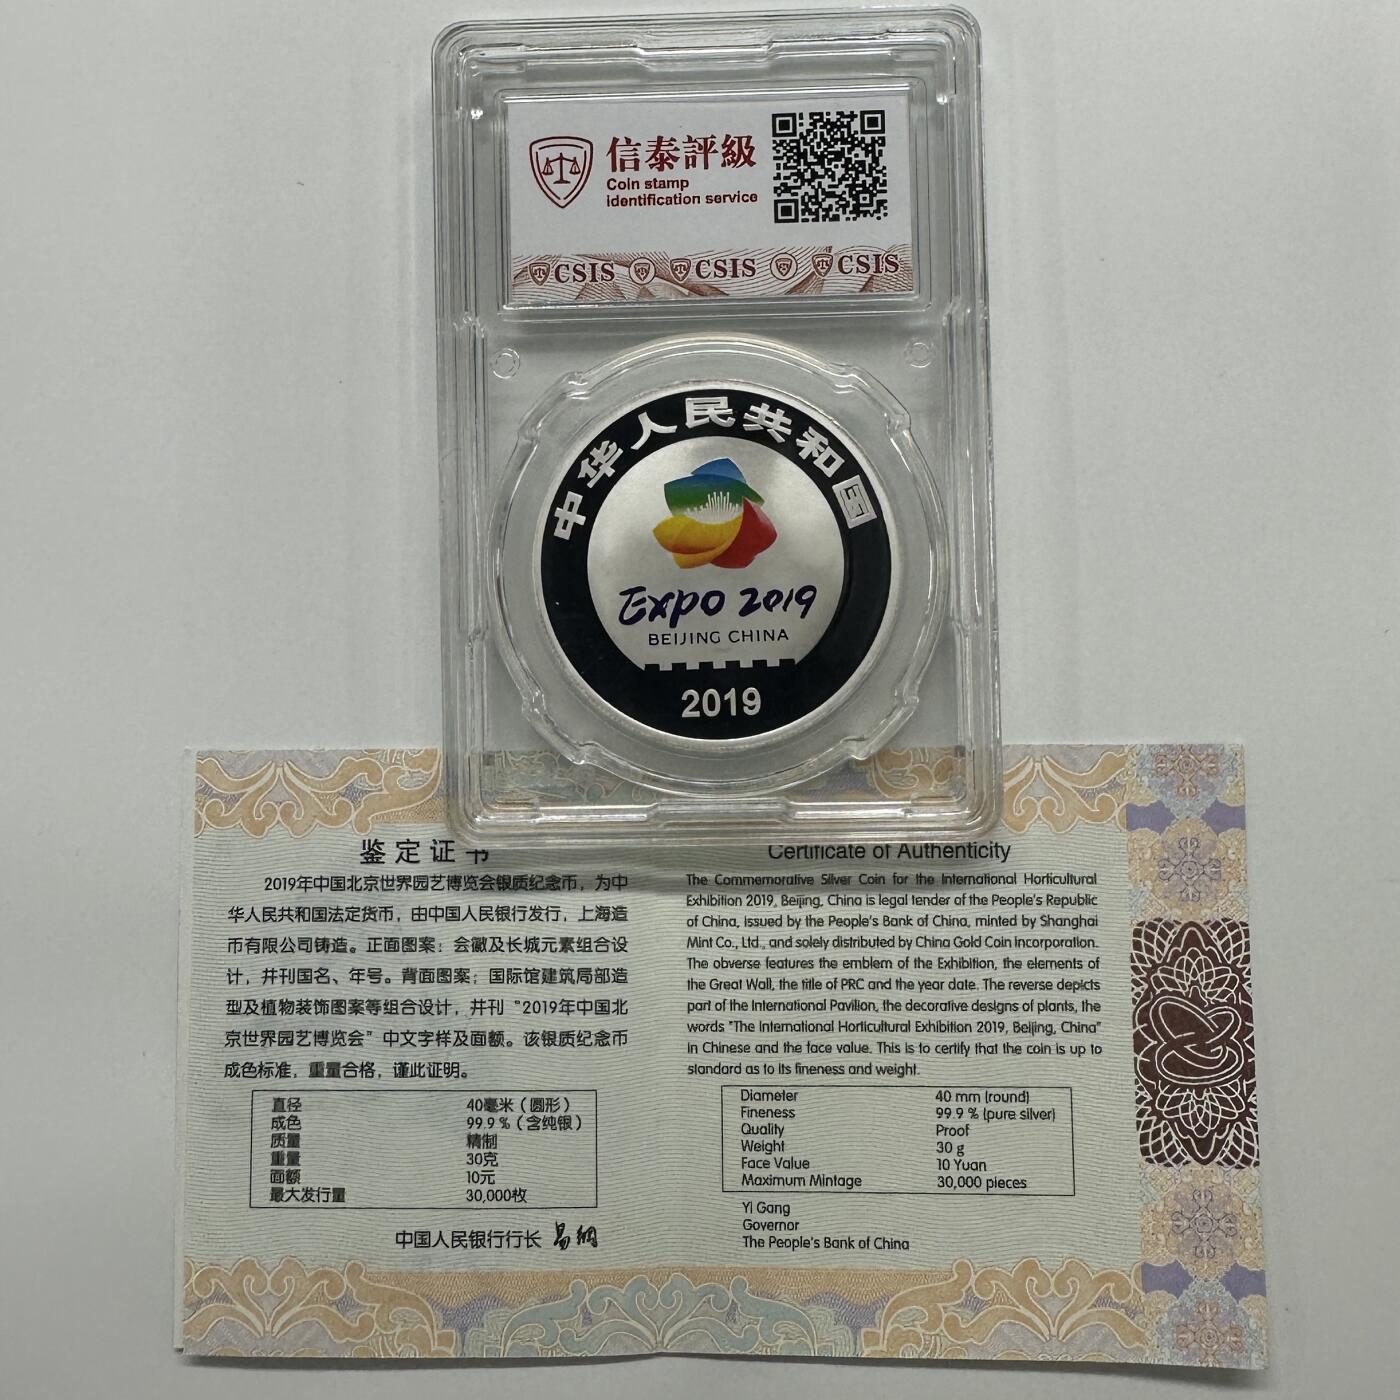 信泰評級
Coin stamp
identification service
CSIS CSIS CSIS
中华人民共和国
EXPO 2019
BEIJING CHINA
2019
鉴定证书
2019年中国北京世界园艺博览会银质纪念币，为中
华人民共和国法定货币，由中国人民银行发行，上海造
币有限公司铸造。正面图案：会徽及长城元素组合设
计，并刊国名、年号。背面图案：国际馆建筑局部造
型及植物装饰图案等组合设计，并刊“2019年中国北
京世界园艺博览会”中文字样及面额。该银质纪念币
成色标准，重量合格，谨此证明。
直径 40毫米（圆形）
成色 99.9％（含纯银）
质量 精制
重量 30克
面额 10元
最大发行量 30,000枚
中国人民银行行长 易纲
Certificate of Authenticity
The Commemorative Silver Coin for the International Horticultural
Exhibition 2019, Beijing, China is legal tender of the People's Republic
of China, issued by the People's Bank of China, minted by Shanghai
Mint Co., Ltd., and solely distributed by China Gold Coin Incorporation.
The obverse features the emblem of the Exhibition, the elements of
the Great Wall, the title of PRC and the year date. The reverse depicts
part of the International Pavilion, the decorative designs of plants, the
words "The International Horticultural Exhibition 2019, Beijing, China"
in Chinese and the face value. This is to certify that the coin is up to
standard as to its fineness and weight.
Diameter 40 mm (round)
Fineness 99.9 % (pure silver)
Quality Proof
Weight 30 g
Face Value 10 Yuan
Maximum Mintage 30,000 pieces
Yi Gang
Governor
The People's Bank of China